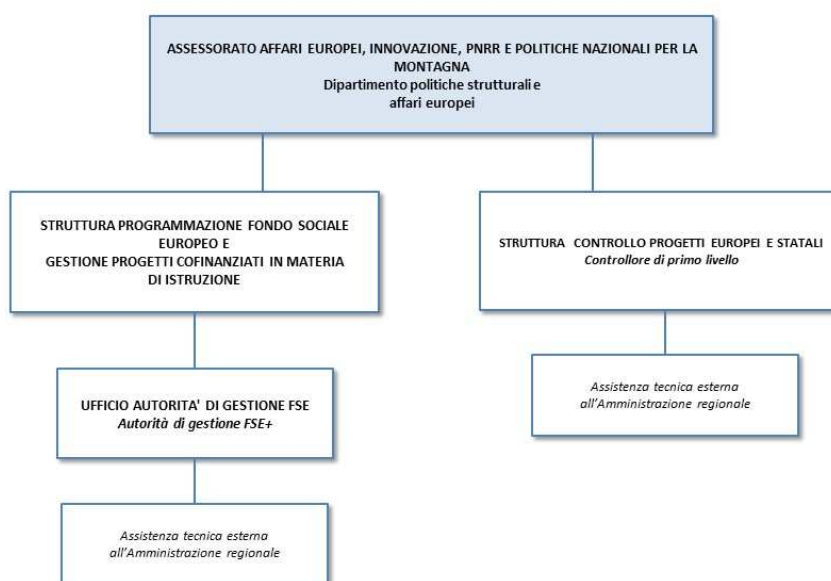 ASSESSORATO AFFARI EUROPEI, INNOVAZIONE, PNRR E POLITICHE NAZIONALI PER LA
MONTAGNA
Dipartimento politiche strutturali e
affari europei
STRUTTURA PROGRAMMAZIONE FONDO SOCIALE
EUROPEO E
GESTIONE PROGETTI COFINANZIATI IN MATERIA
DI ISTRUZIONE
STRUTTURA CONTROLLO PROGETTI EUROPEI E STATALI
Controllore di primo livello
UFFICIO AUTORITA' DI GESTIONE FSE
Autorità di gestione FSE+
Assistenza tecnica esterna
all'Amministrazione regionale
Assistenza tecnica esterna
all'Amministrazione regionale